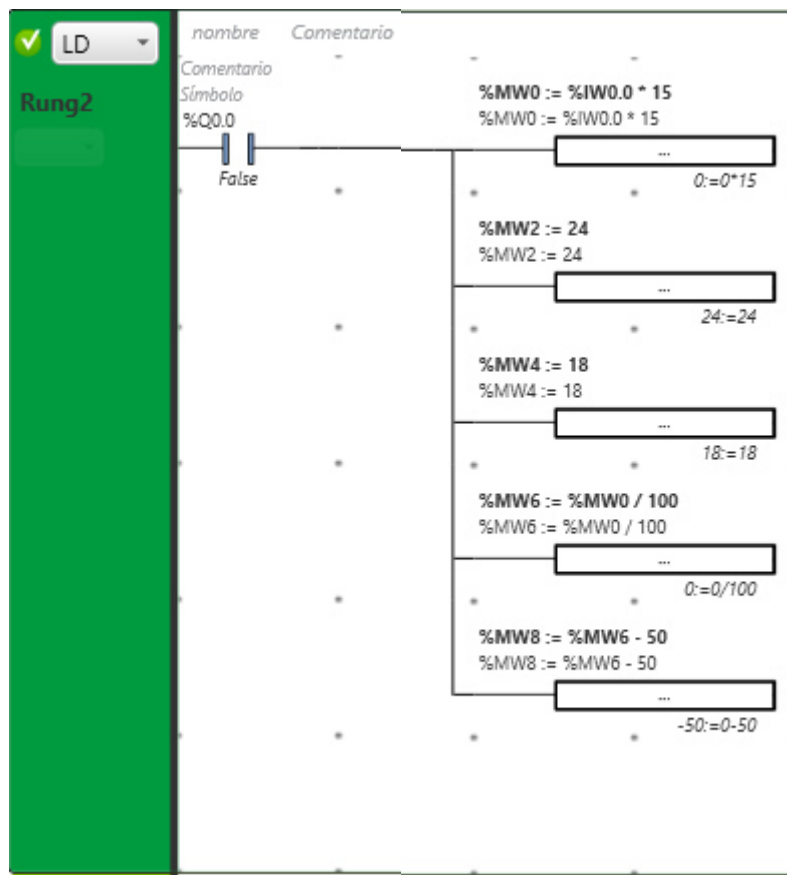 LD
Rung2
nombre Comentario
Comentario
Símbolo
%Q0.0
False
%MW0 := %IW0.0 * 15
%MW0 := %IW0.0 * 15
...
0:=0*15
%MW2 := 24
%MW2 := 24
...
24:=24
%MW4 := 18
%MW4 := 18
...
18:=18
%MW6 := %MW0 / 100
%MW6 := %MW0 / 100
...
0:=0/100
%MW8 := %MW6 - 50
%MW8 := %MW6 - 50
...
-50:=0-50